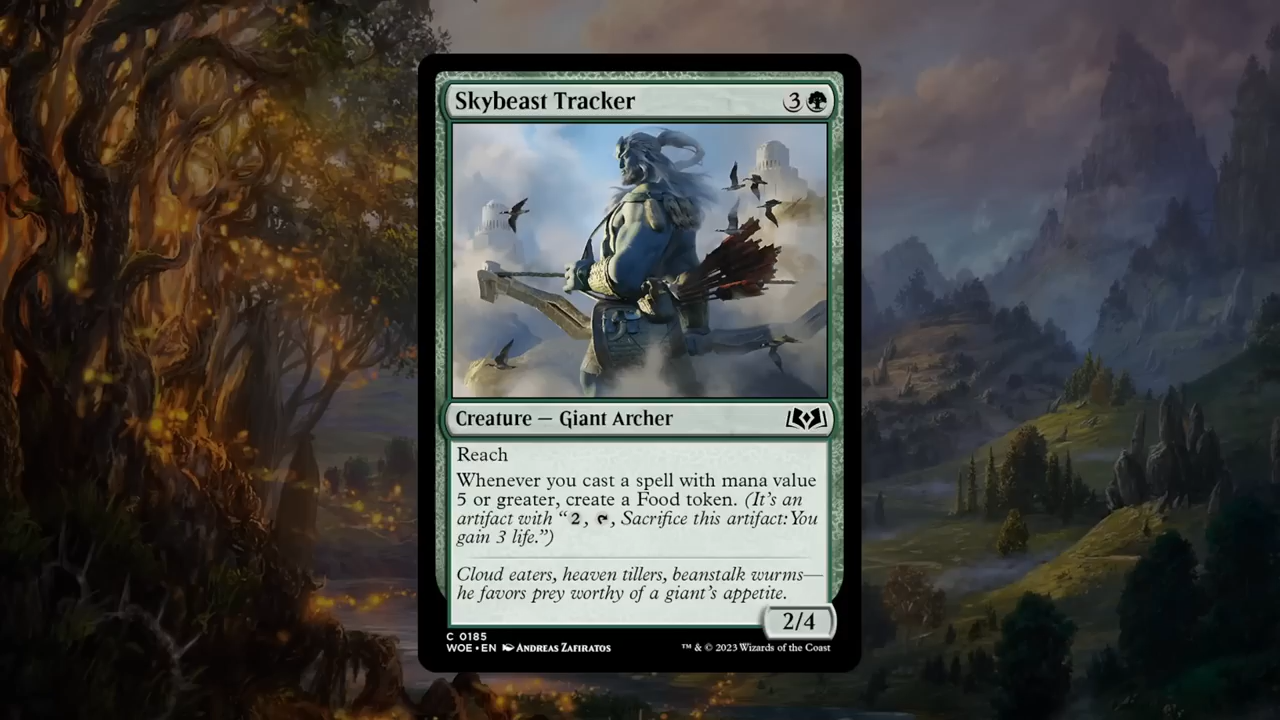 Skybeast Tracker 3
Creature — Giant Archer
Reach
Whenever you cast a spell with mana value
5 or greater, create a Food token. (It's an
artifact with “2, , Sacrifice this artifact: You
gain 3 life.”)
Cloud eaters, heaven tillers, beanstalk wurms—
he favors prey worthy of a giant's appetite.
2/4
C 0185
WOE • EN Andreas Zafiratos
™ & © 2023 Wizards of the Coast